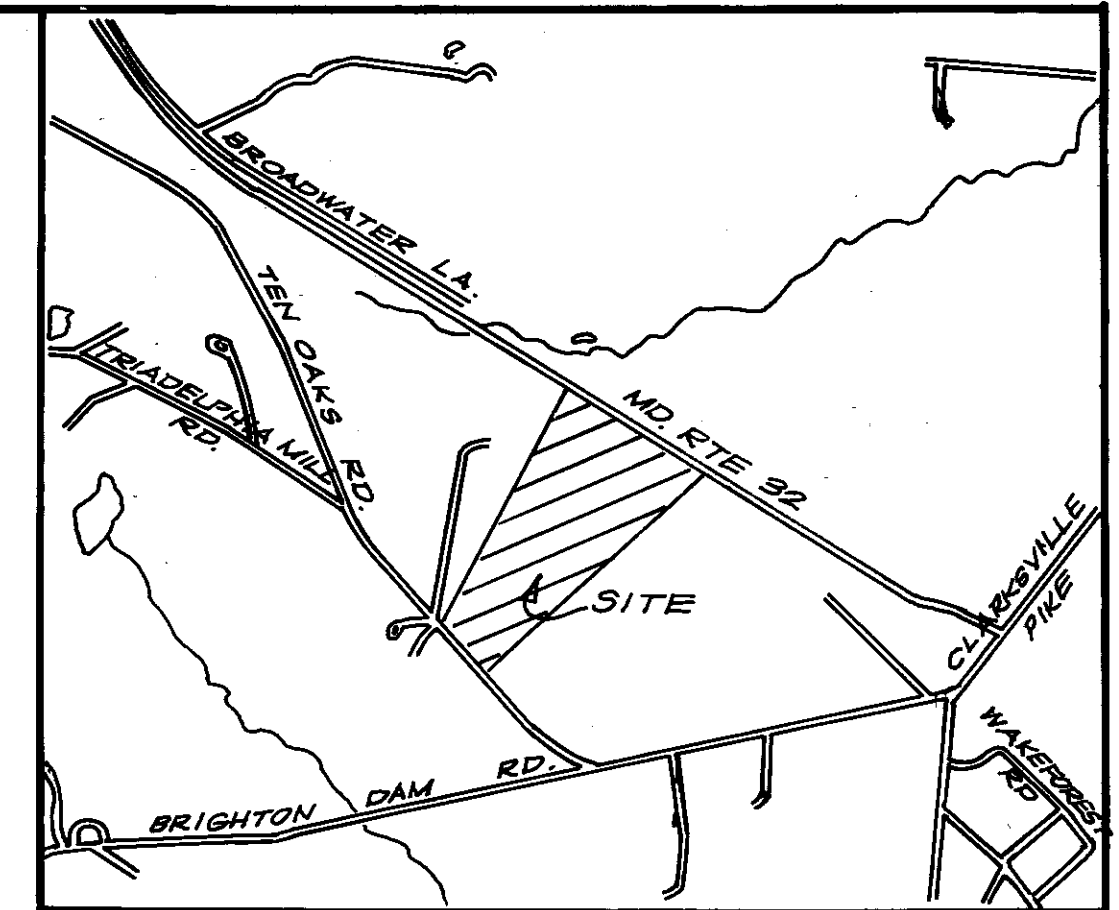 BROADWATER LA.
TEN OAKS RD.
TRIADELPHIA MILL
RD.
MD. RTE 32
SITE
CLARKSVILLE
PIKE
WAKEFOREST
RD
BRIGHTON DAM RD.